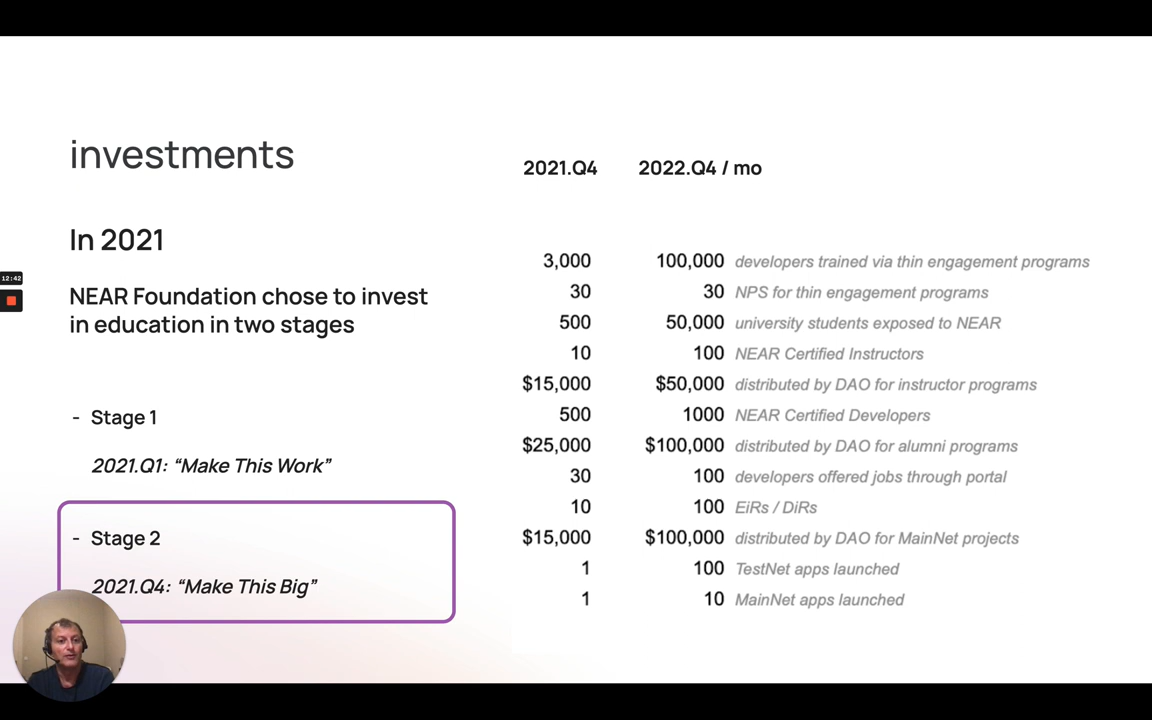 investments
2021.Q4 2022.Q4 / mo
In 2021
NEAR Foundation chose to invest
in education in two stages
- Stage 1
2021.Q1: “Make This Work”
- Stage 2
2021.Q4: “Make This Big”
3,000 100,000 developers trained via thin engagement programs
30 30 NPS for thin engagement programs
500 50,000 university students exposed to NEAR
10 100 NEAR Certified Instructors
$15,000 $50,000 distributed by DAO for instructor programs
500 1000 NEAR Certified Developers
$25,000 $100,000 distributed by DAO for alumni programs
30 100 developers offered jobs through portal
10 100 EiRs / DiRs
$15,000 $100,000 distributed by DAO for MainNet projects
1 100 TestNet apps launched
1 10 MainNet apps launched
12:42